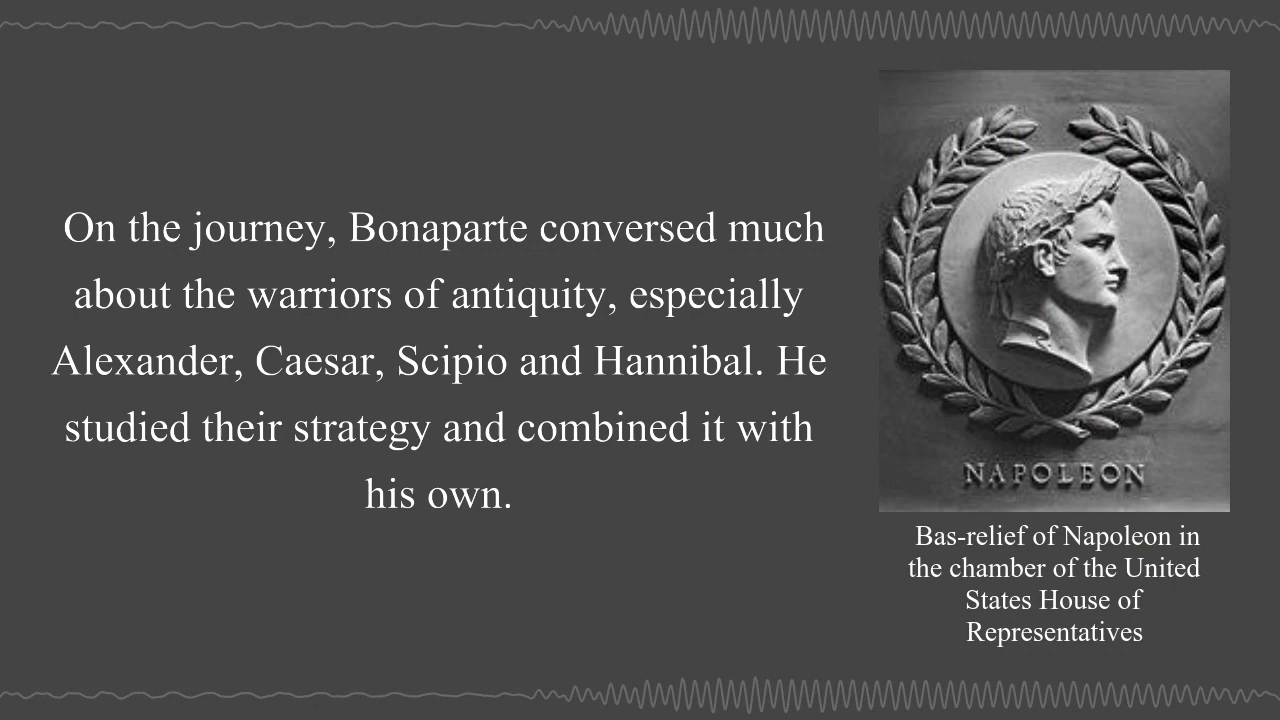 On the journey, Bonaparte conversed much
about the warriors of antiquity, especially
Alexander, Caesar, Scipio and Hannibal. He
studied their strategy and combined it with
his own.
NAPOLEON
Bas-relief of Napoleon in
the chamber of the United
States House of
Representatives